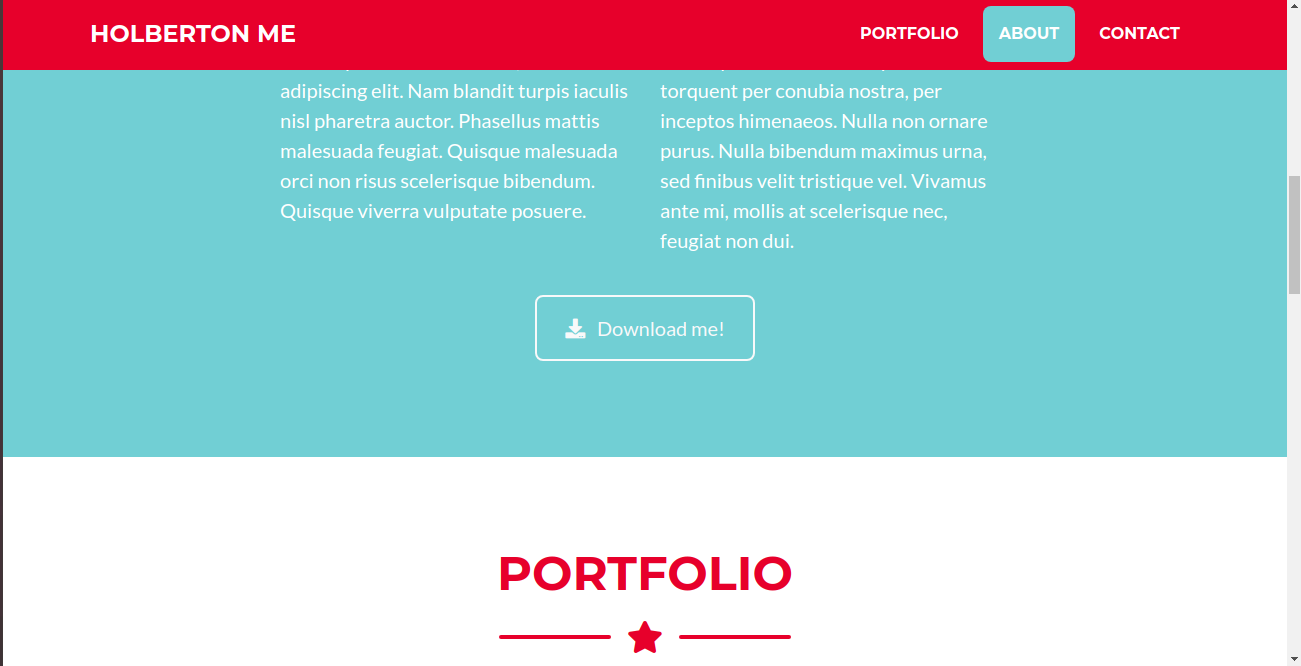 HOLBERTON ME
PORTFOLIO
ABOUT
CONTACT
adipiscing elit. Nam blandit turpis iaculis
nisl pharetra auctor. Phasellus mattis
malesuada feugiat. Quisque malesuada
orci non risus scelerisque bibendum.
Quisque viverra vulputate posuere.
torquent per conubia nostra, per
inceptos himenaeos. Nulla non ornare
purus. Nulla bibendum maximus urna,
sed finibus velit tristique vel. Vivamus
ante mi, mollis at scelerisque nec,
feugiat non dui.
Download me!
PORTFOLIO